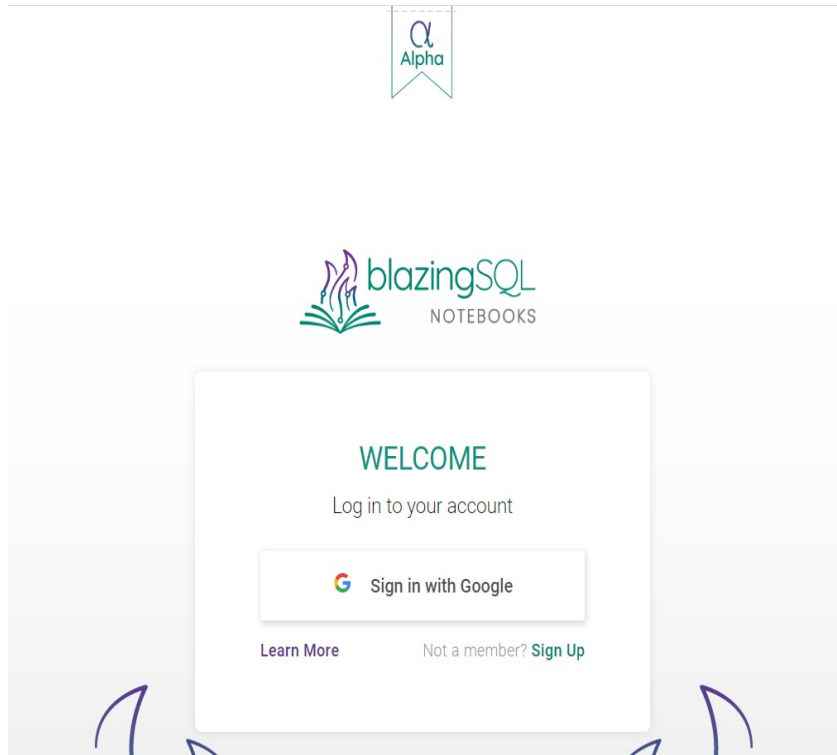 α
Alpha
blazingSQL
NOTEBOOKS
WELCOME
Log in to your account
G Sign in with Google
Learn More Not a member? Sign Up